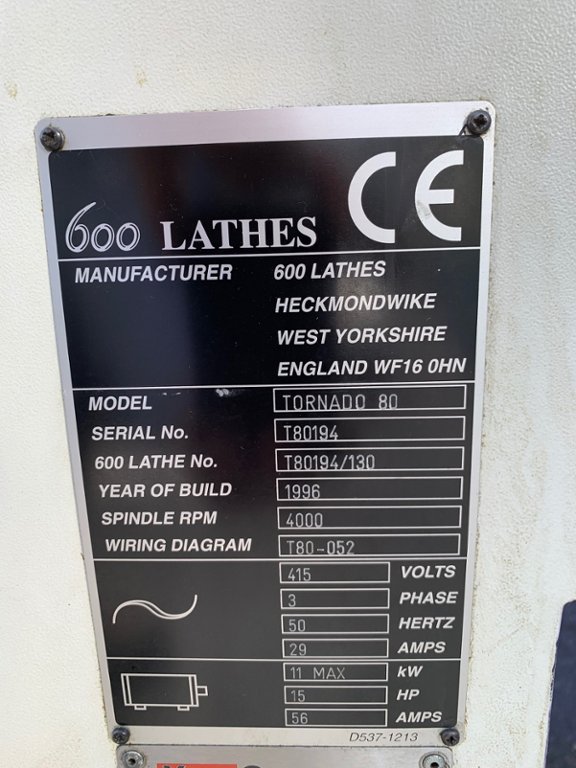 600 LATHES CE
MANUFACTURER 600 LATHES
HECKMONDWIKE
WEST YORKSHIRE
ENGLAND WF16 0HN
MODEL TORNADO 80
SERIAL No. T80194
600 LATHE No. T80194/130
YEAR OF BUILD 1996
SPINDLE RPM 4000
WIRING DIAGRAM T80-052
415 VOLTS
3 PHASE
50 HERTZ
29 AMPS
11 MAX kW
15 HP
56 AMPS
D537-1213